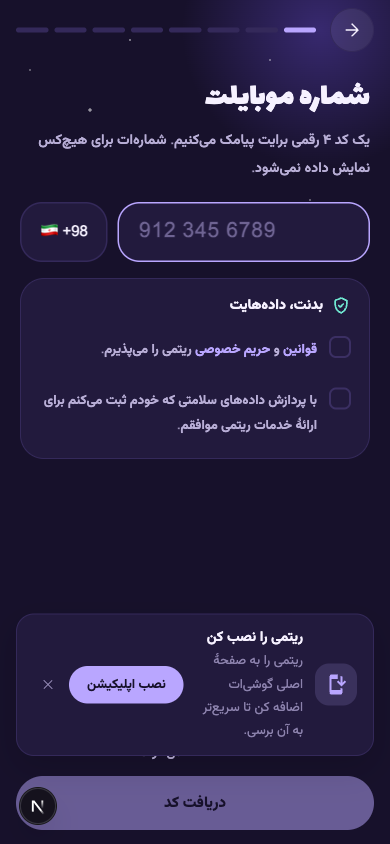 شماره موبایلت
یک کد ۴ رقمی برایت پیامک می‌کنیم. شماره‌ات برای هیچ‌کس
نمایش داده نمی‌شود.
912 345 6789
+98
بدنت، داده‌هایت
قوانین و حریم خصوصی ریتمی را می‌پذیرم.
با پردازش داده‌های سلامتی که خودم ثبت می‌کنم برای
ارائهٔ خدمات ریتمی موافقم.
ریتمی را نصب کن
ریتمی را به صفحهٔ
اصلی گوشی‌ات
اضافه کن تا سریع‌تر
به آن برسی.
نصب اپلیکیشن
دریافت کد
N